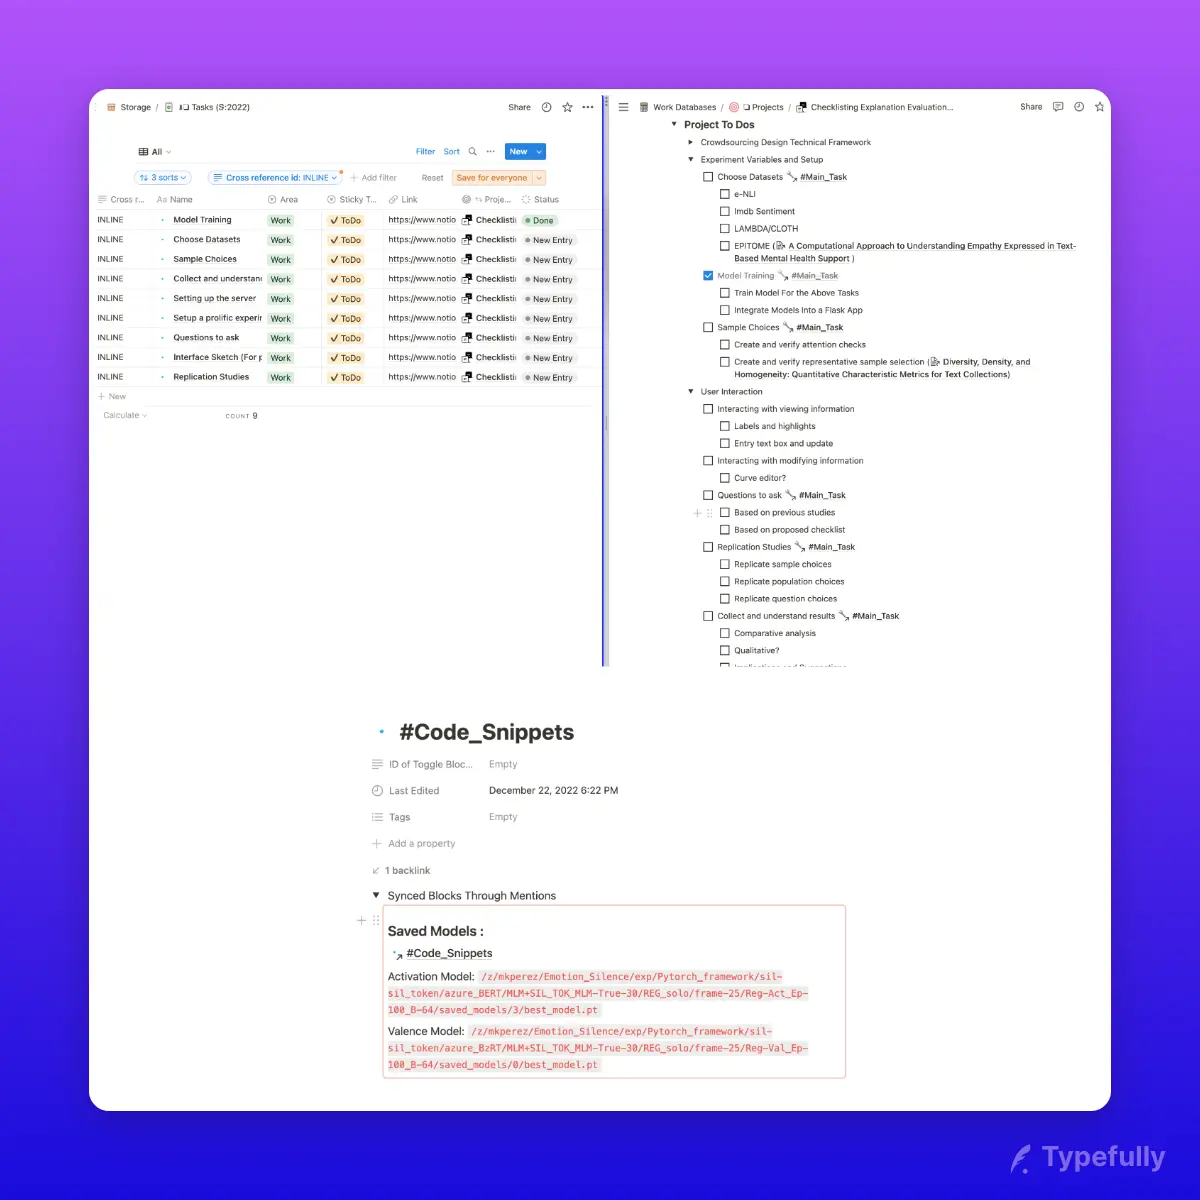 Storage / Tasks (S:2022)
Share
All
Filter Sort New
3 sorts Cross reference id: INLINE Add filter Reset Save for everyone
Cross r... Aa Name Area Sticky T... Link Proje... Status
INLINE Model Training Work ✓ToDo https://www.notio Checklisti Done
INLINE Choose Datasets Work ✓ToDo https://www.notio Checklisti New Entry
INLINE Sample Choices Work ✓ToDo https://www.notio Checklisti New Entry
INLINE Collect and understan Work ✓ToDo https://www.notio Checklisti New Entry
INLINE Setting up the server Work ✓ToDo https://www.notio Checklisti New Entry
INLINE Setup a prolific experin Work ✓ToDo https://www.notio Checklisti New Entry
INLINE Questions to ask Work ✓ToDo https://www.notio Checklisti New Entry
INLINE Interface Sketch (For p Work ✓ToDo https://www.notio Checklisti New Entry
INLINE Replication Studies Work ✓ToDo https://www.notio Checklisti New Entry
+ New
Calculate COUNT 9
Work Databases / Projects / Checklisting Explanation Evaluation...
Share
Project To Dos
Crowdsourcing Design Technical Framework
Experiment Variables and Setup
Choose Datasets #Main_Task
e-NLI
Imdb Sentiment
LAMBDA/CLOTH
EPITOME ( A Computational Approach to Understanding Empathy Expressed in Text-
Based Mental Health Support )
Model Training #Main_Task
Train Model For the Above Tasks
Integrate Models Into a Flask App
Sample Choices #Main_Task
Create and verify attention checks
Create and verify representative sample selection ( Diversity, Density, and
Homogeneity: Quantitative Characteristic Metrics for Text Collections)
User Interaction
Interacting with viewing information
Labels and highlights
Entry text box and update
Interacting with modifying information
Curve editor?
Questions to ask #Main_Task
Based on previous studies
Based on proposed checklist
Replication Studies #Main_Task
Replicate sample choices
Replicate population choices
Replicate question choices
Collect and understand results #Main_Task
Comparative analysis
Qualitative?
#Code_Snippets
ID of Toggle Bloc... Empty
Last Edited December 22, 2022 6:22 PM
Tags Empty
Add a property
1 backlink
Synced Blocks Through Mentions
Saved Models :
#Code_Snippets
Activation Model: /z/mkperez/Emotion_Silence/exp/Pytorch_framework/sil-
sil_token/azure_BERT/MLM+SIL_TOK_MLM-True-30/REG_solo/frame-25/Reg-Act_Ep-
100_B-64/saved_models/3/best_model.pt
Valence Model: /z/mkperez/Emotion_Silence/exp/Pytorch_framework/sil-
sil_token/azure_BzRT/MLM+SIL_TOK_MLM-True-30/REG_solo/frame-25/Reg-Val_Ep-
100_B-64/saved_models/0/best_model.pt
Typefully